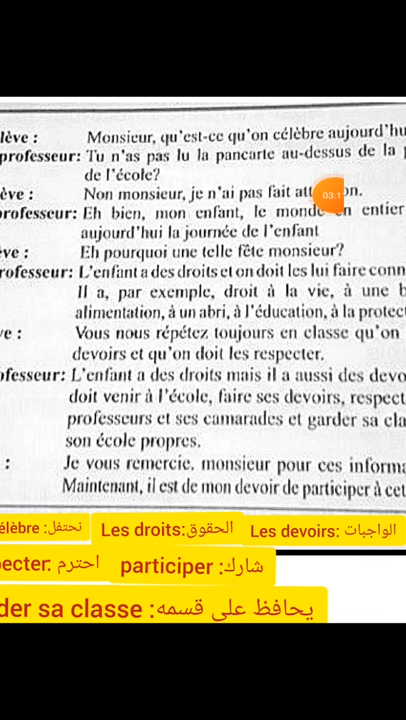 lève : Monsieur, qu'est-ce qu'on célèbre aujourd'hu
professeur: Tu n'as pas lu la pancarte au-dessus de la
de l'école?
ève : Non monsieur, je n'ai pas fait
03:1
professeur: Eh bien, mon enfant, le monde en entier
aujourd'hui la journée de l'enfant
ve : Eh pourquoi une telle fête monsieur?
rofesseur: L'enfant a des droits et on doit les lui faire conn
Il a, par exemple, droit à la vie, à une b
alimentation, à un abri, à l'éducation, à la protect
ve : Vous nous répétez toujours en classe qu'on
devoirs et qu'on doit les respecter.
ofesseur: L'enfant a des droits mais il a aussi des devo
doit venir à l'école, faire ses devoirs, respect
professeurs et ses camarades et garder sa cla
son école propres.
: Je vous remercie, monsieur pour ces informa
Maintenant, il est de mon devoir de participer à cet
élèbre :نحتفل Les droits:الحقوق Les devoirs :الواجبات
ecter :احترم participer :شارك
der sa classe :يحافظ على قسمه